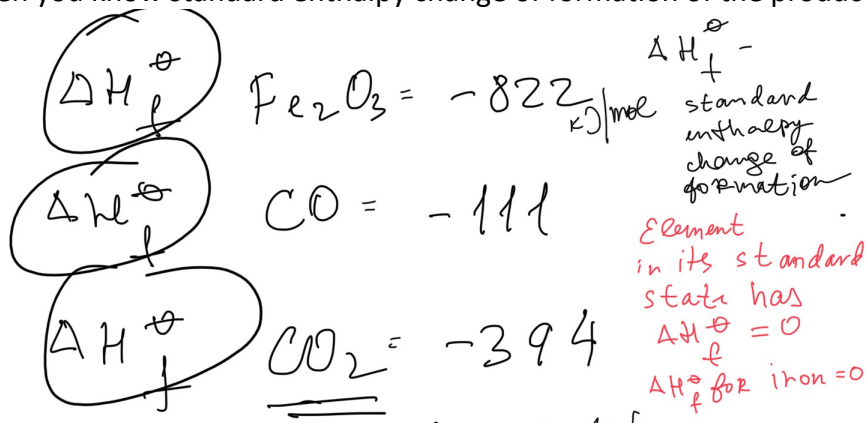 you know standard enthalpy change of formation of the produc
ΔH⦵f Fe₂O₃ = -822 kJ/mol
ΔH⦵f CO = -111
ΔH⦵f CO₂ = -394
ΔH⦵f -
standard
enthalpy
change of
formation
Element
in its standard
state has
ΔH⦵f = 0
ΔH⦵f for iron = 0